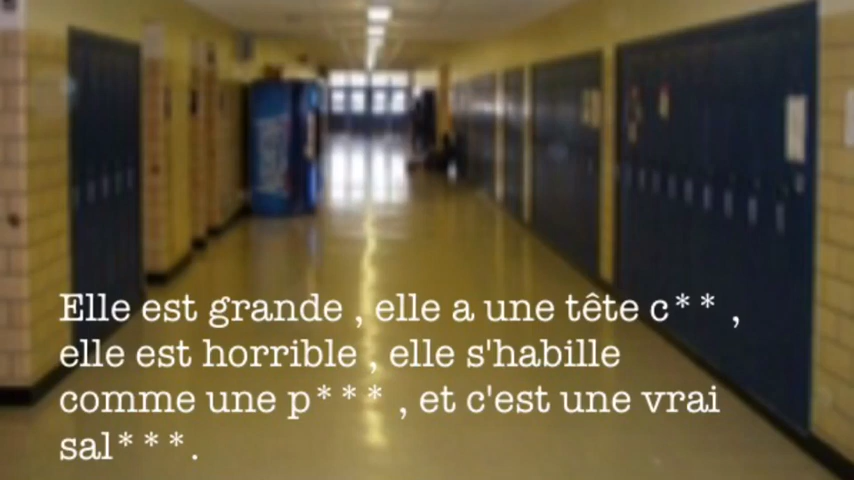 Elle est grande , elle a une tête c** ,
elle est horrible , elle s'habille
comme une p*** , et c'est une vrai
sal***.